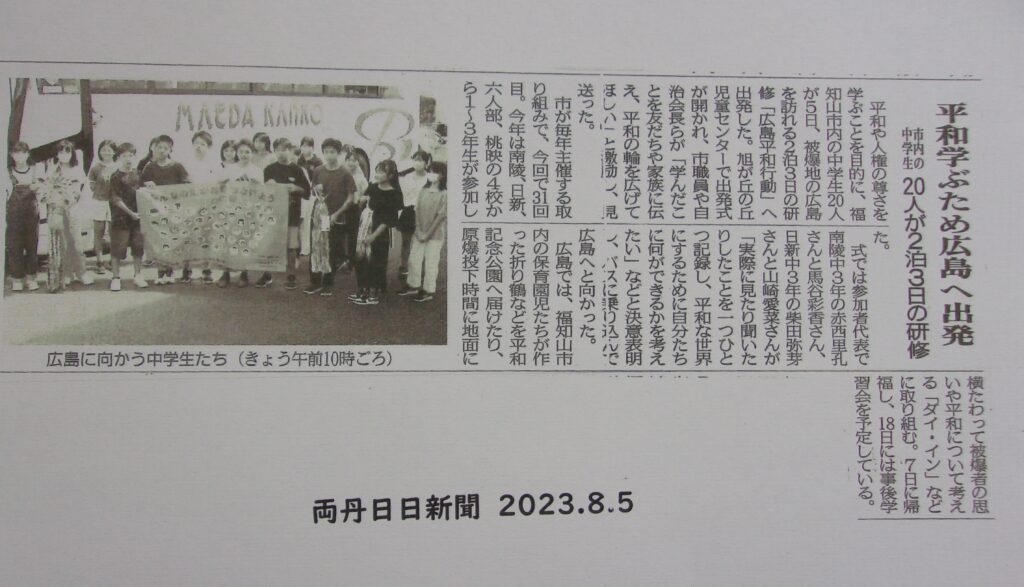 平和学ぶため広島へ出発
市内の
中学生
20人が2泊3日の研修
平和や人権の尊さを
学ぶことを目的に、福
知山市内の中学生20人
が5日、被爆地の広島
を訪れる2泊3日の研
修「広島平和行動」へ
出発した。旭が丘の丘
児童センターで出発式
が開かれ、市職員や自
治会長らが「学んだこ
とを友だちや家族に伝
え、平和の輪を広げて
ほしい」と激励し、見
送った。
市が毎年主催する取
り組みで、今回で31回
目。今年は南陵、日新、
六人部、桃映の4校か
ら1～3年生が参加し
た。
式では参加者代表で
南陵中3年の赤西里孔
さんと馬谷彩香さん、
日新中3年の柴田弥芽
さんと山崎愛菜さんが
「実際に見たり聞いた
りしたことを一つひと
つ記録し、平和な世界
にするために自分たち
に何ができるかを考え
たい」などと決意表明
し、バスに乗り込んで
広島へと向かった。
広島では、福知山市
内の保育園児たちが作
った折り鶴などを平和
記念公園へ届けたり、
原爆投下時間に地面に
横たわって被爆者の思
いや平和について考え
る「ダイ・イン」など
に取り組む。7日に帰
福し、18日には事後学
習会を予定している。
MAEDA KANKO
広島に向かう中学生たち（きょう午前10時ごろ）
両丹日日新聞 2023.8.5